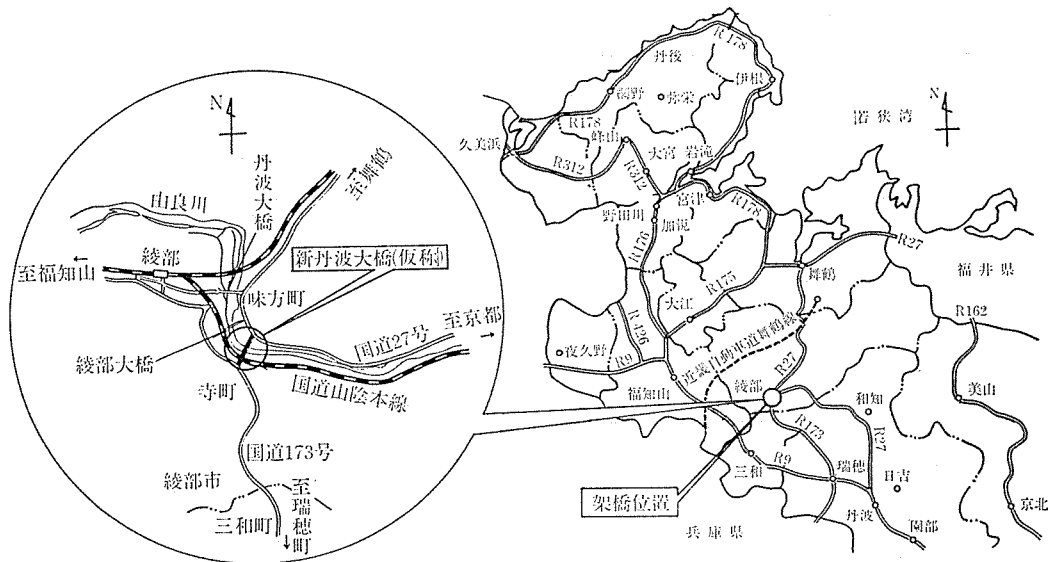 N
丹波大橋
至舞鶴
由良川
綾部
至福知山
新丹波大橋(仮称)
味方町
至京都
国道27号
綾部大橋
国道山陰本線
寺町
国道173号
綾部市
至瑞穂町
三和町
R178
丹後
伊根
網野
弥栄
N
若狭湾
R178
久美浜
峰山
大宮
岩滝
R312
R312
宮津
野田川
加悦
R178
R176
R27
舞鶴
福井県
R175
大江
R162
R426
近畿自動車道舞鶴線
夜久野
R9
R27
福知山
綾部
和知
美山
R173
R27
三和
R9
瑞穂
日吉
架橋位置
丹波
京北
兵庫県
園部